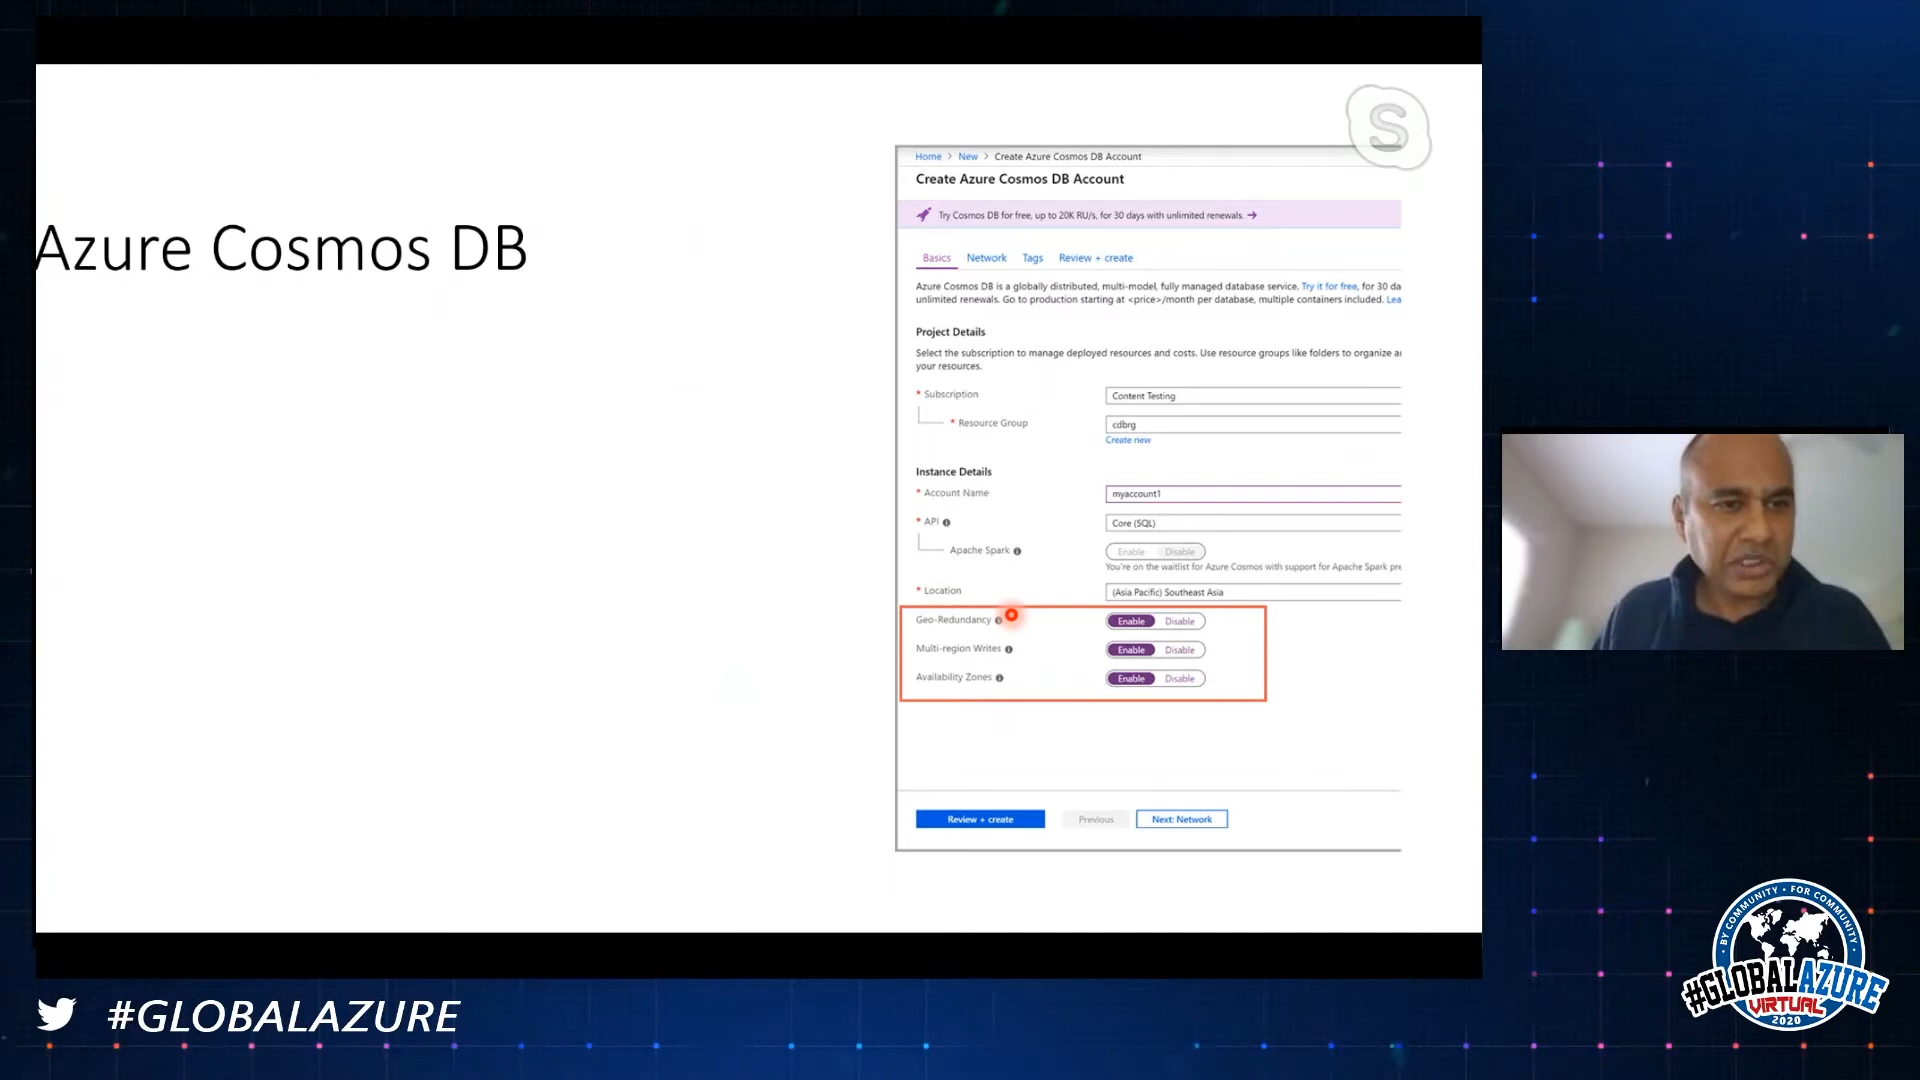 S
Home > New > Create Azure Cosmos DB Account
Create Azure Cosmos DB Account
Try Cosmos DB for free, up to 20K RU/s, for 30 days with unlimited renewals. →
Azure Cosmos DB
Basics Network Tags Review + create
Azure Cosmos DB is a globally distributed, multi-model, fully managed database service. Try it for free, for 30 da
unlimited renewals. Go to production starting at <price>/month per database, multiple containers included. Lea
Project Details
Select the subscription to manage deployed resources and costs. Use resource groups like folders to organize a
your resources.
* Subscription Content Testing
* Resource Group cdbrg
Create new
Instance Details
* Account Name myaccount1
* API Core (SQL)
Apache Spark Enable Disable
You're on the waitlist for Azure Cosmos with support for Apache Spark pre
* Location (Asia Pacific) Southeast Asia
Geo-Redundancy Enable Disable
Multi-region Writes Enable Disable
Availability Zones Enable Disable
Review + create Previous Next: Network
#GLOBALAZURE
BY COMMUNITY • FOR COMMUNITY
#GLOBALAZURE
VIRTUAL
2020